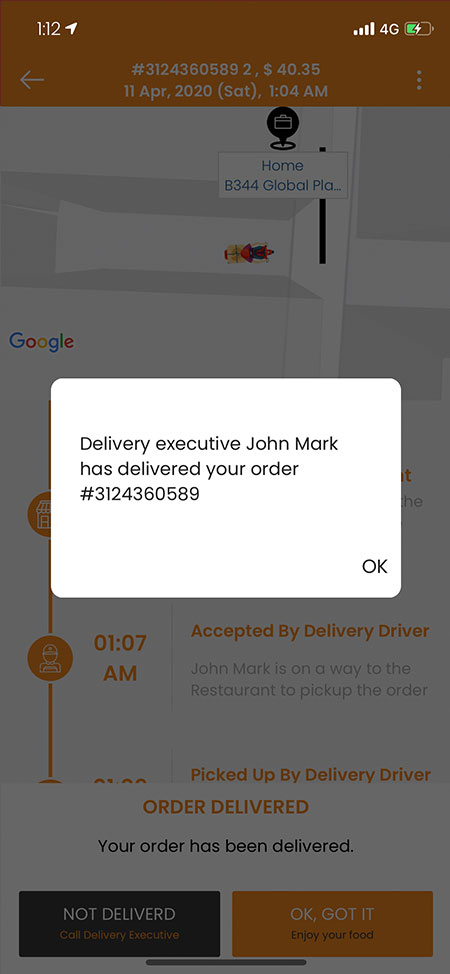 1:12
4G
#3124360589 2 , $ 40.35
11 Apr, 2020 (Sat), 1:04 AM
Home
B344 Global Pla...
Google
Delivery executive John Mark
has delivered your order
#3124360589
OK
the
01:07
AM
Accepted By Delivery Driver
John Mark is on a way to the
Restaurant to pickup the order
Picked Up By Delivery Driver
ORDER DELIVERED
Your order has been delivered.
NOT DELIVERD
Call Delivery Executive
OK, GOT IT
Enjoy your food